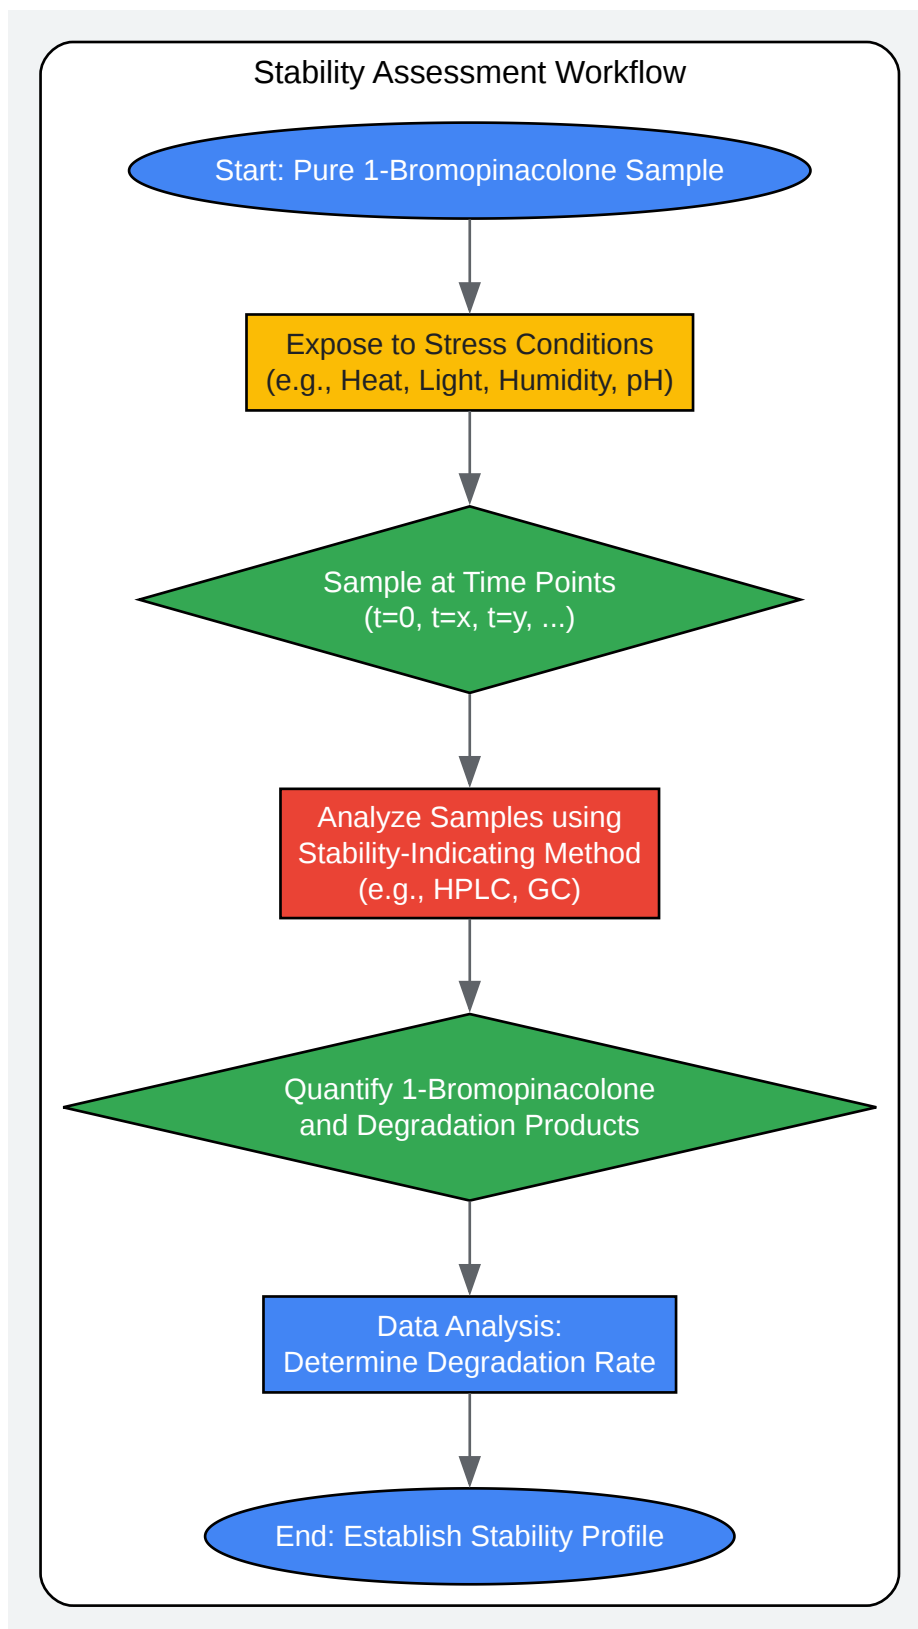 Stability Assessment Workflow
Start: Pure 1-Bromopinacolone Sample
Expose to Stress Conditions
(e.g., Heat, Light, Humidity, pH)
Sample at Time Points
(t=0, t=x, t=y, ...)
Analyze Samples using
Stability-Indicating Method
(e.g., HPLC, GC)
Quantify 1-Bromopinacolone
and Degradation Products
Data Analysis:
Determine Degradation Rate
End: Establish Stability Profile